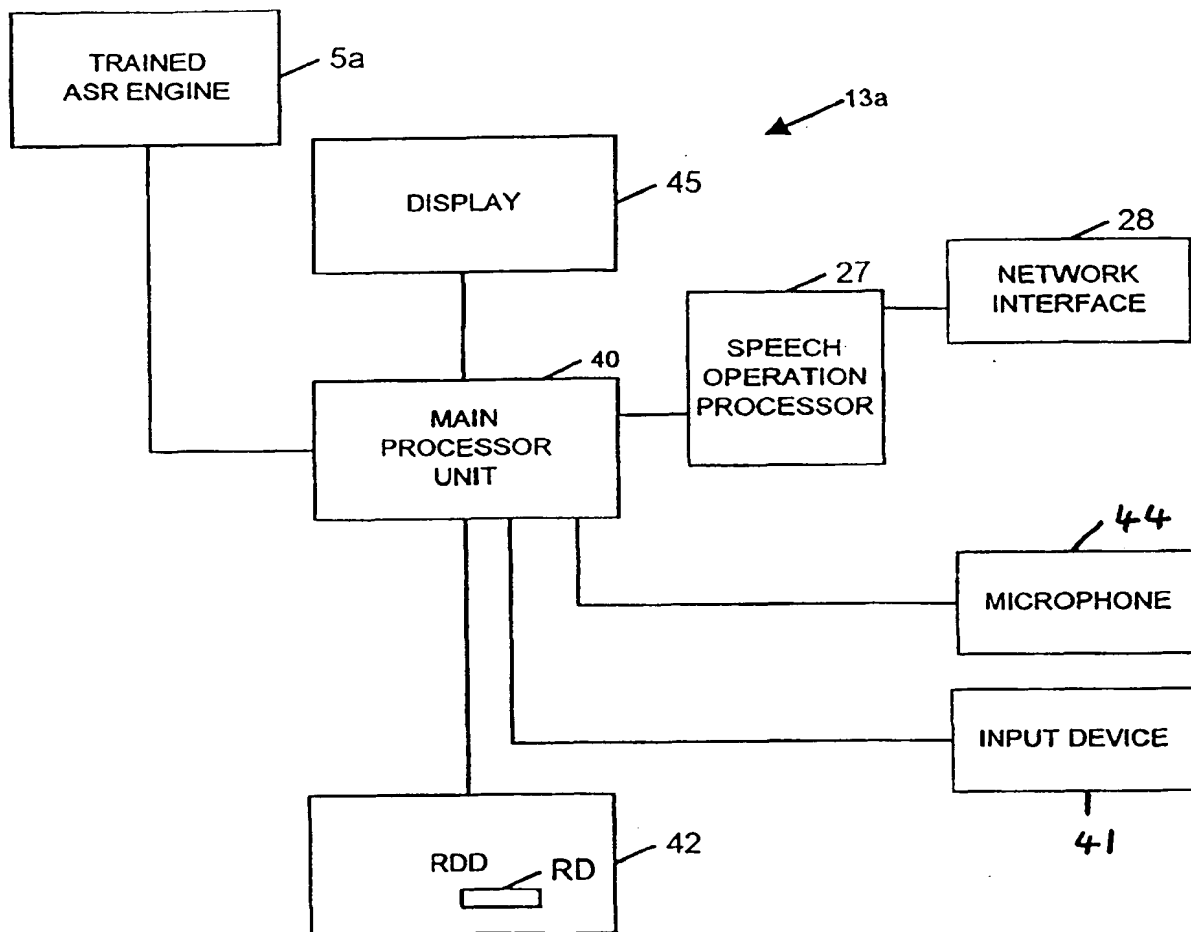 TRAINED
ASR ENGINE
5a
13a
DISPLAY
45
28
NETWORK
INTERFACE
27
SPEECH
OPERATION
PROCESSOR
40
MAIN
PROCESSOR
UNIT
44
MICROPHONE
INPUT DEVICE
41
42
RDD
RD